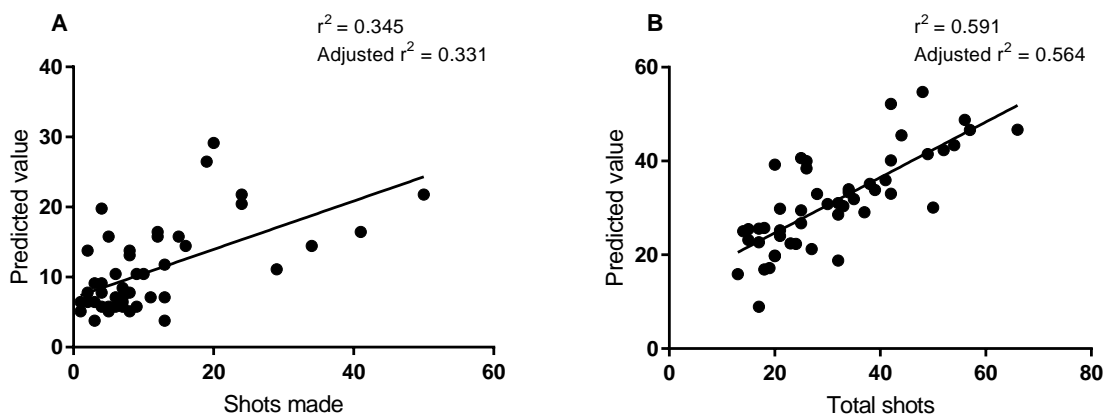 A
r² = 0.345
Adjusted r² = 0.331
40
30
20
10
0
Predicted value
0 20 40 60
Shots made
B
r² = 0.591
Adjusted r² = 0.564
60
40
20
0
Predicted value
0 20 40 60 80
Total shots